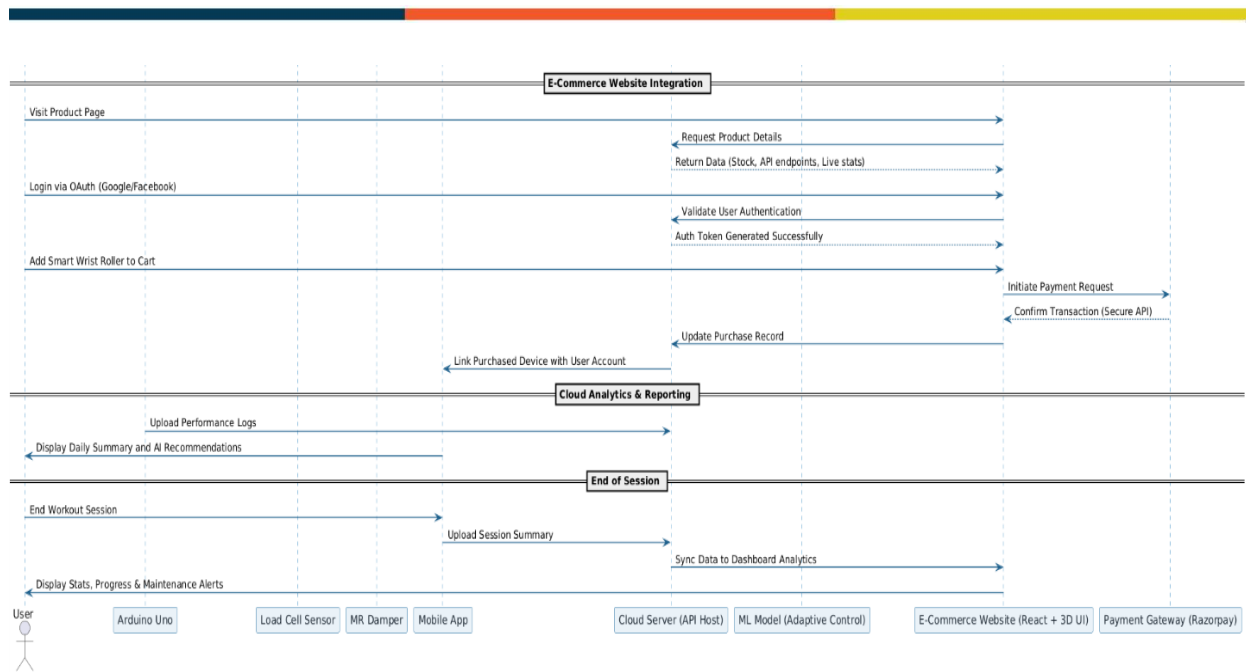 E-Commerce Website Integration
Visit Product Page
Request Product Details
Return Data (Stock, API endpoints, Live stats)
Login via OAuth (Google/Facebook)
Validate User Authentication
Auth Token Generated Successfully
Add Smart Wrist Roller to Cart
Initiate Payment Request
Confirm Transaction (Secure API)
Update Purchase Record
Link Purchased Device with User Account
Cloud Analytics & Reporting
Upload Performance Logs
Display Daily Summary and AI Recommendations
End of Session
End Workout Session
Upload Session Summary
Sync Data to Dashboard Analytics
Display Stats, Progress & Maintenance Alerts
User
Arduino Uno
Load Cell Sensor
MR Damper
Mobile App
Cloud Server (API Host)
ML Model (Adaptive Control)
E-Commerce Website (React + 3D UI)
Payment Gateway (Razorpay)